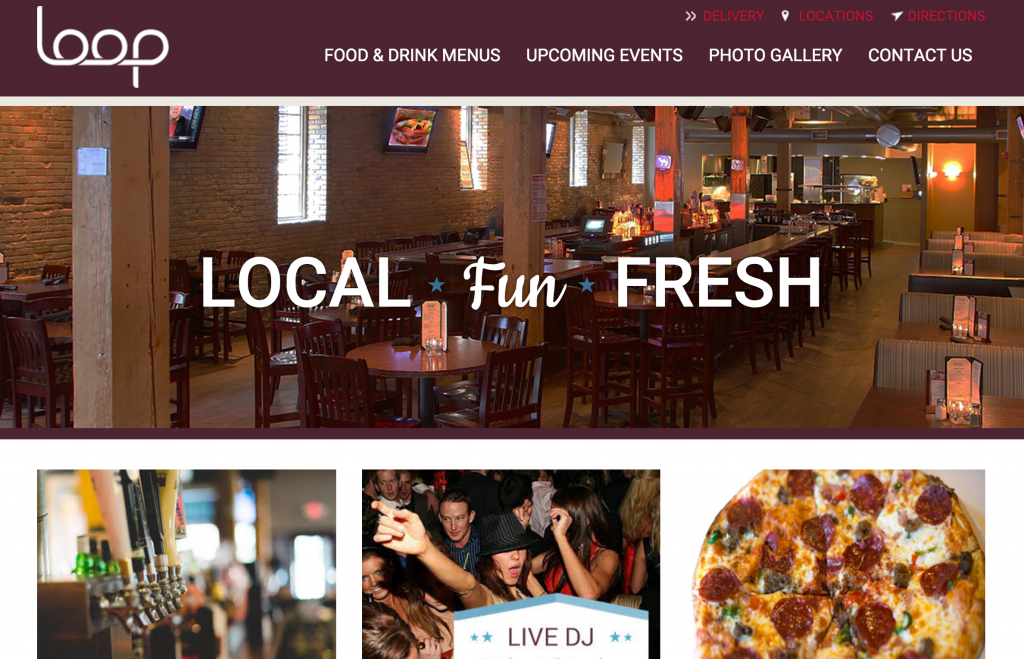 loop
DELIVERY LOCATIONS DIRECTIONS
FOOD & DRINK MENUS UPCOMING EVENTS PHOTO GALLERY CONTACT US
LOCAL Fun FRESH
LIVE DJ